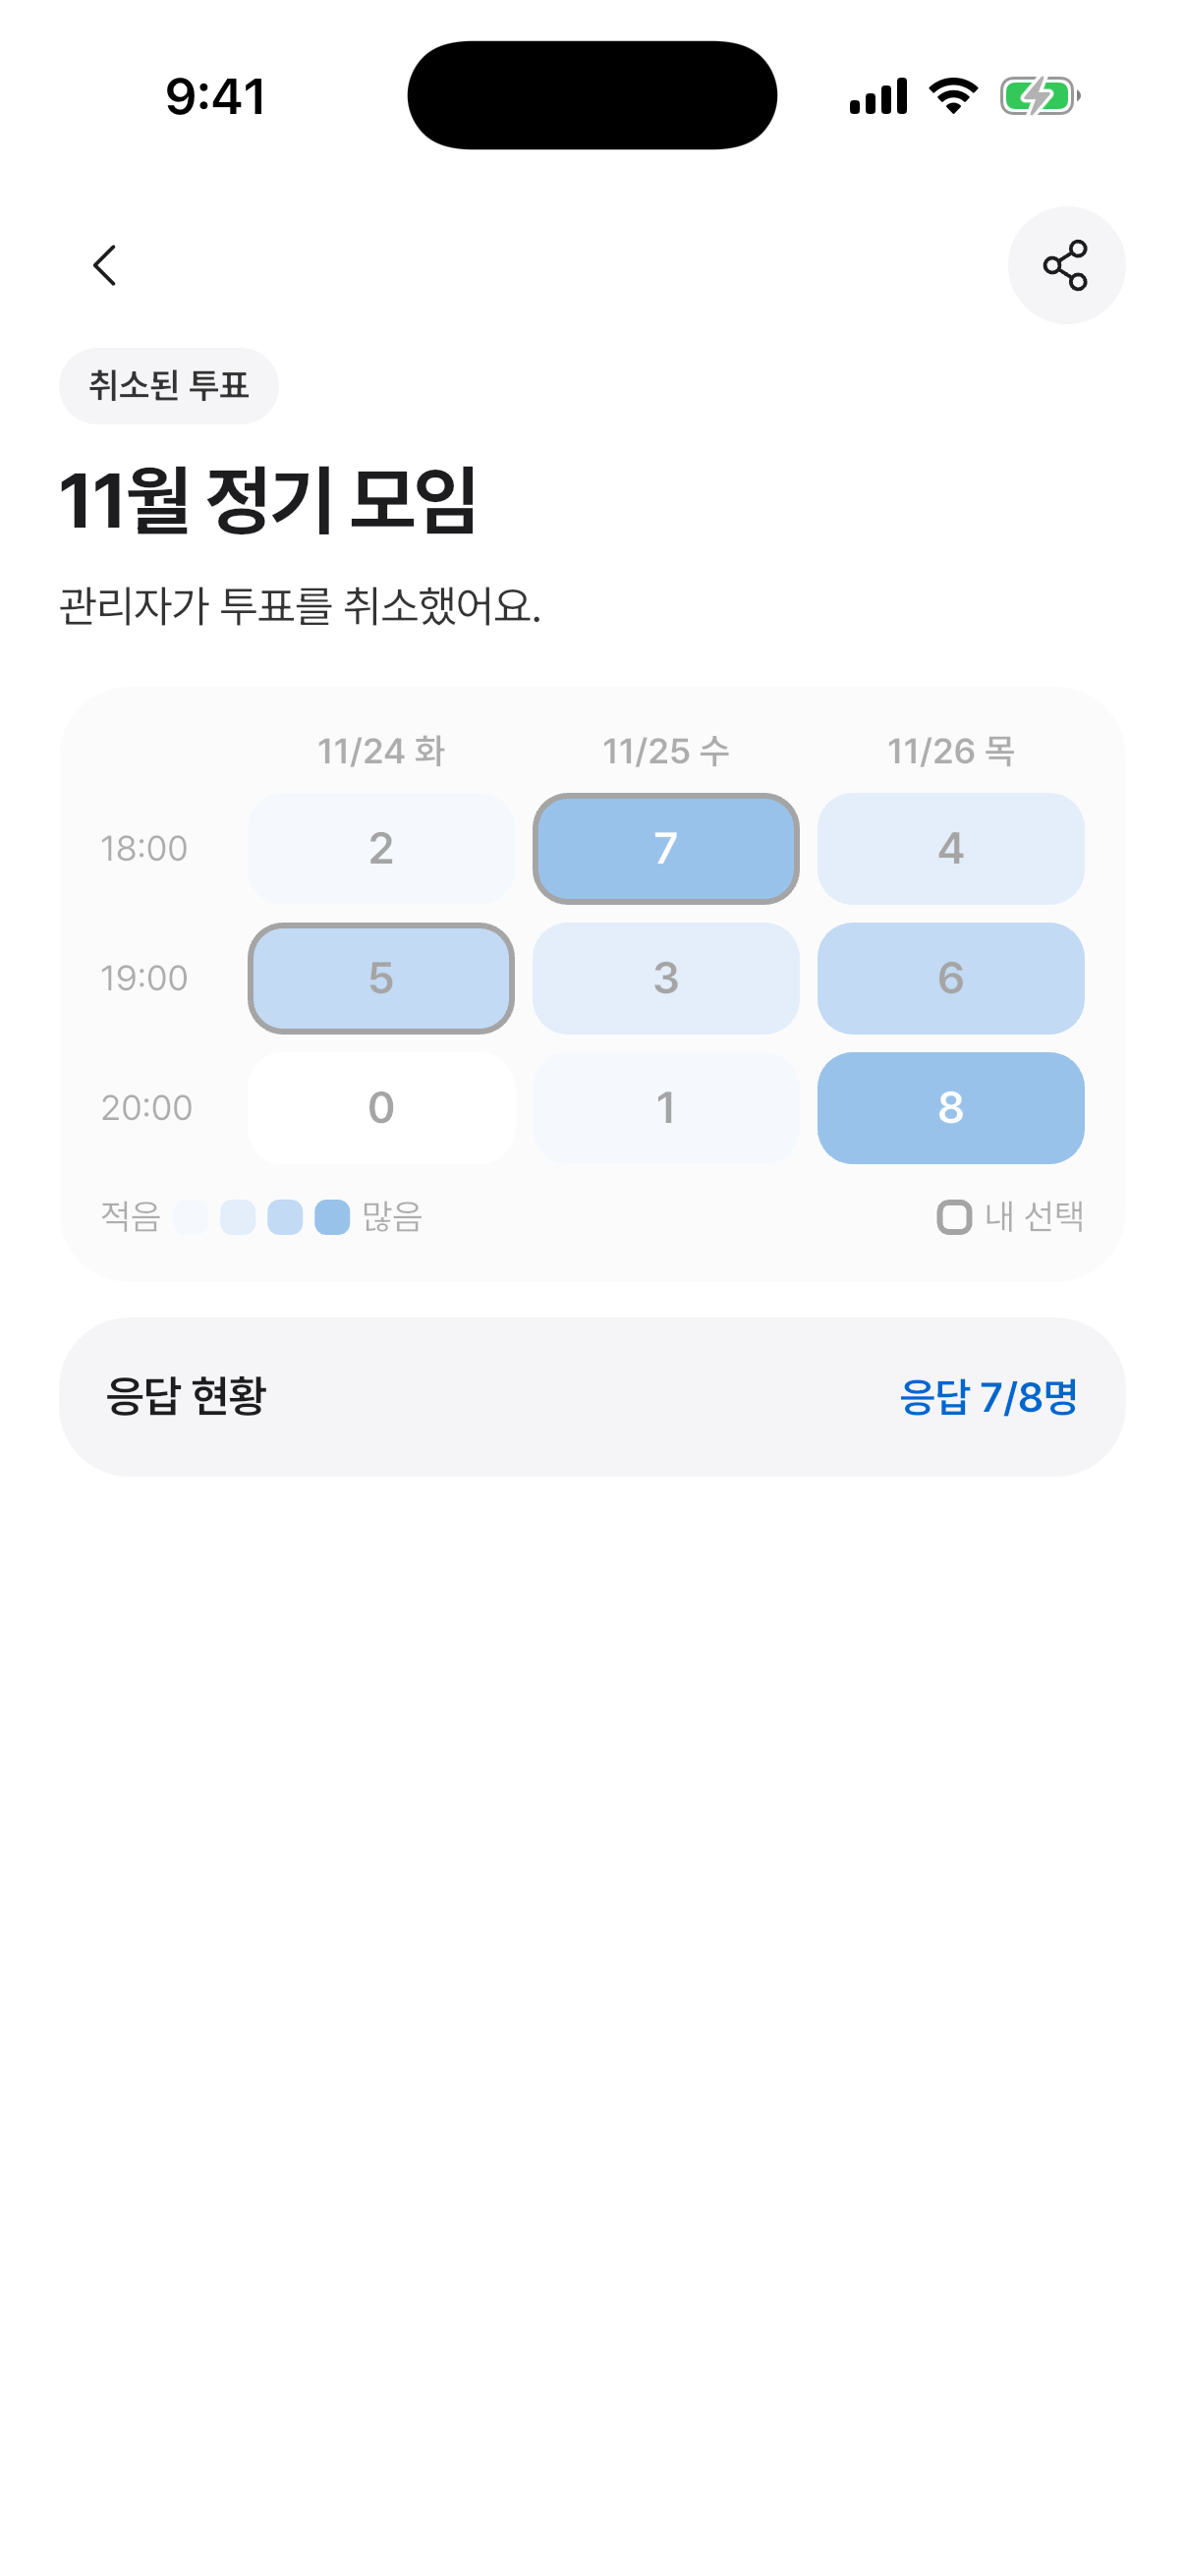 9:41
취소된 투표
11월 정기 모임
관리자가 투표를 취소했어요.
11/24 화 11/25 수 11/26 목
18:00 2 7 4
19:00 5 3 6
20:00 0 1 8
적음 많음 내 선택
응답 현황 응답 7/8명